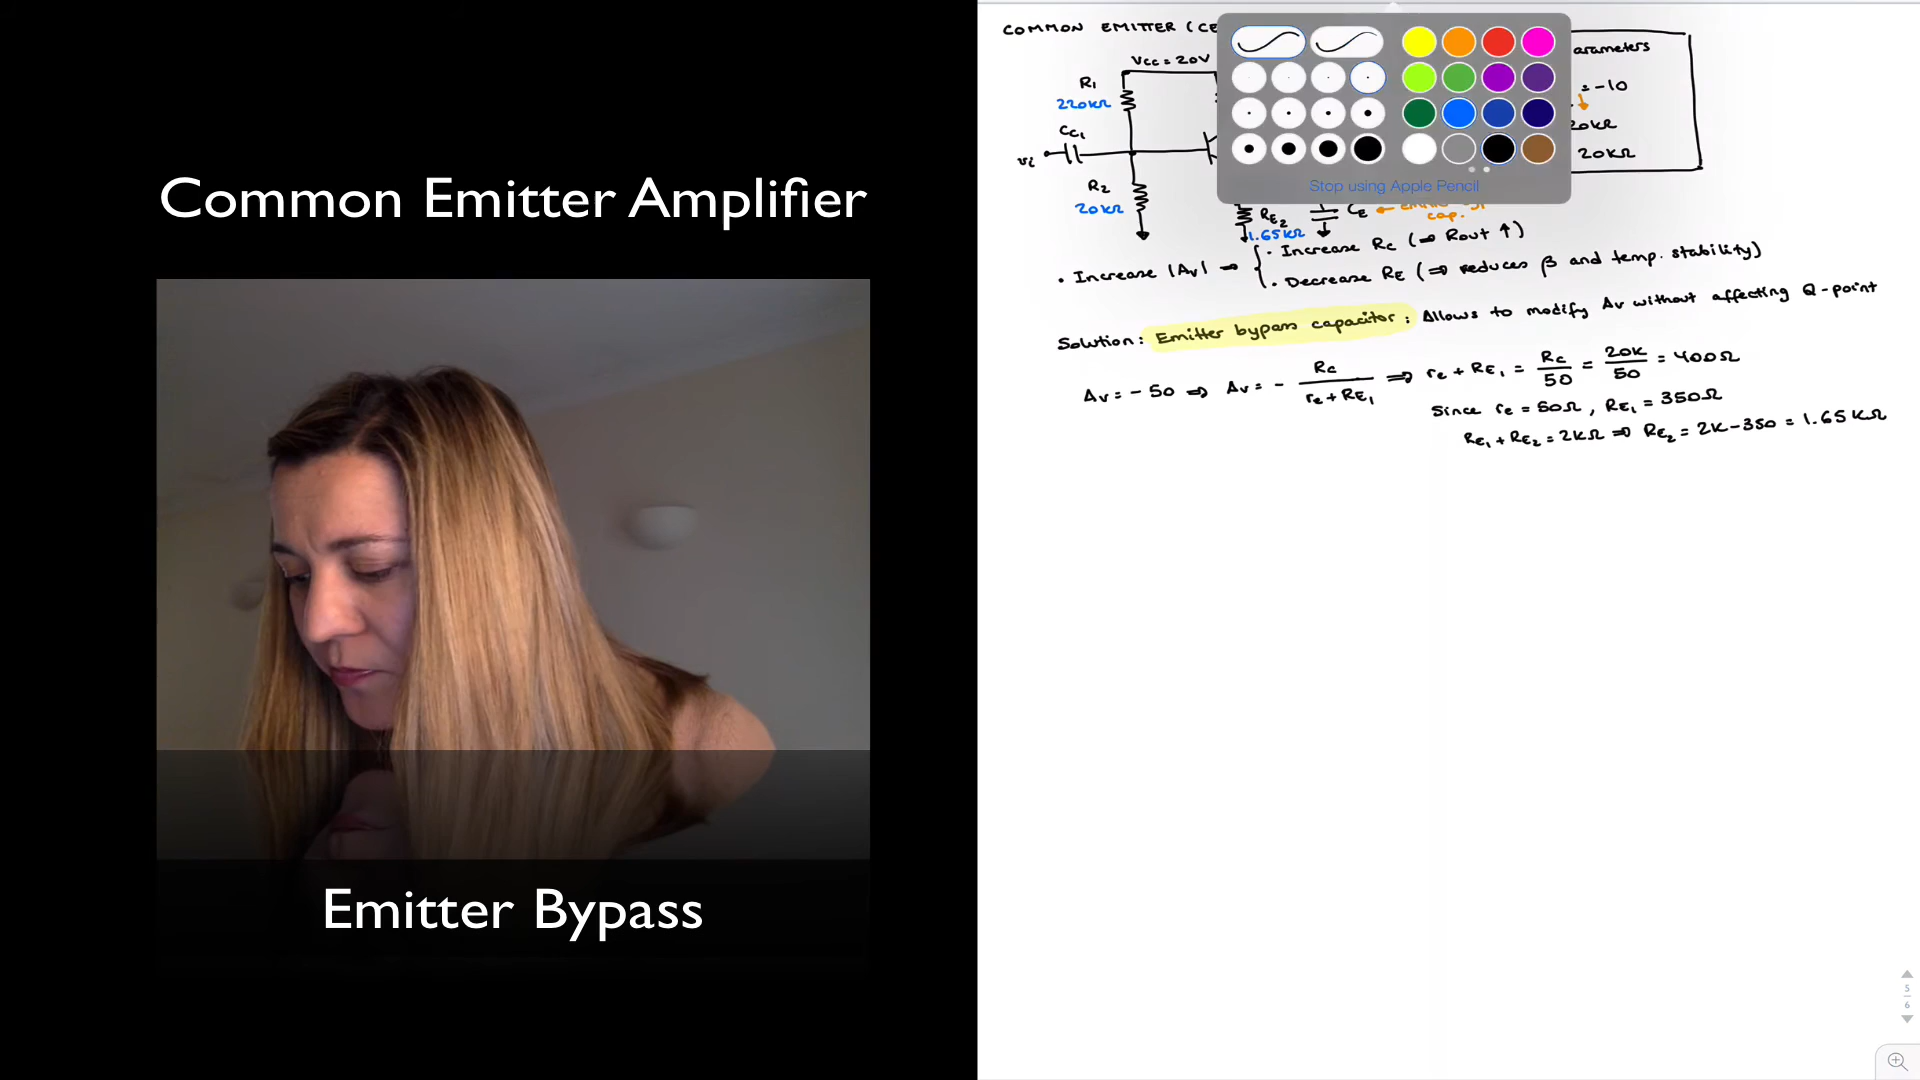 Common Emitter Amplifier
Emitter Bypass
COMMON EMITTER (CE
VCC = 20V
R1
220kΩ
CC1
vi
R2
20kΩ
Stop using Apple Pencil
arameters
= -10
20kΩ
20kΩ
RE2
1.65kΩ
CE ←
cap.
• Increase |Av| → { • Increase RC (→ Rout ↑)
• Decrease RE (⇒ reduces β and temp. stability)
Solution: Emitter bypass capacitor: Allows to modify Av without affecting Q-point
Av = - 50 ⇒ Av = - RC / (re + RE1) ⇒ re + RE1 = RC / 50 = 20k / 50 = 400Ω
Since re = 50Ω, RE1 = 350Ω
RE1 + RE2 = 2kΩ ⇒ RE2 = 2k - 350 = 1.65 kΩ
5
6